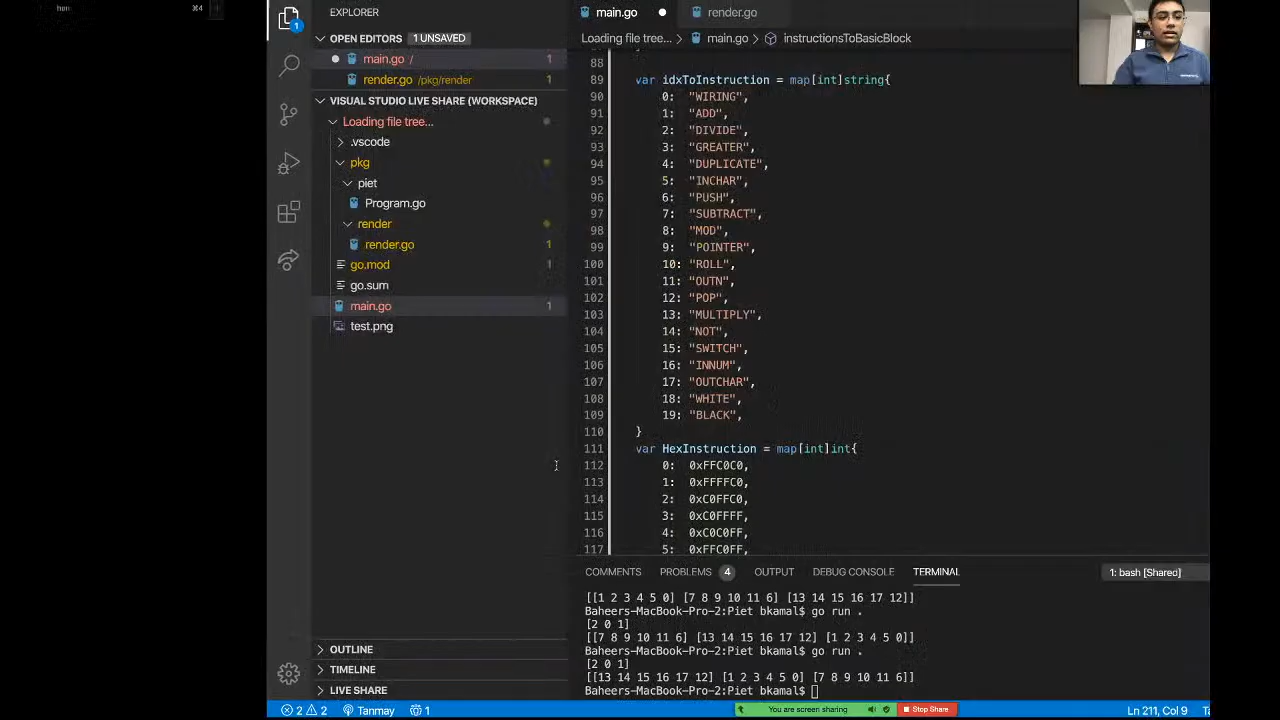 hun
⌘4
EXPLORER
OPEN EDITORS 1 UNSAVED
main.go / 1
render.go /pkg/render 1
VISUAL STUDIO LIVE SHARE (WORKSPACE)
Loading file tree...
.vscode
pkg
piet
Program.go
render
render.go 1
go.mod 1
go.sum
main.go 1
test.png
OUTLINE
TIMELINE
LIVE SHARE
main.go
render.go
Loading file tree... > main.go > instructionsToBasicBlock
88
89 var idxToInstruction = map[int]string{
90 0: "WIRING",
91 1: "ADD",
92 2: "DIVIDE",
93 3: "GREATER",
94 4: "DUPLICATE",
95 5: "INCHAR",
96 6: "PUSH",
97 7: "SUBTRACT",
98 8: "MOD",
99 9: "POINTER",
100 10: "ROLL",
101 11: "OUTN",
102 12: "POP",
103 13: "MULTIPLY",
104 14: "NOT",
105 15: "SWITCH",
106 16: "INNUM",
107 17: "OUTCHAR",
108 18: "WHITE",
109 19: "BLACK",
110 }
111 var HexInstruction = map[int]int{
112 0: 0xFFC0C0,
113 1: 0xFFFFC0,
114 2: 0xC0FFC0,
115 3: 0xC0FFFF,
116 4: 0xC0C0FF,
117 5: 0xFFC0FF,
COMMENTS PROBLEMS 4 OUTPUT DEBUG CONSOLE TERMINAL 1: bash [Shared]
[[1 2 3 4 5 0] [7 8 9 10 11 6] [13 14 15 16 17 12]]
Baheers-MacBook-Pro-2:Piet bkamal$ go run .
[2 0 1]
[[7 8 9 10 11 6] [13 14 15 16 17 12] [1 2 3 4 5 0]]
Baheers-MacBook-Pro-2:Piet bkamal$ go run .
[2 0 1]
[[13 14 15 16 17 12] [1 2 3 4 5 0] [7 8 9 10 11 6]]
Baheers-MacBook-Pro-2:Piet bkamal$
2 2 Tanmay 1 You are screen sharing Stop Share Ln 211, Col 9
1